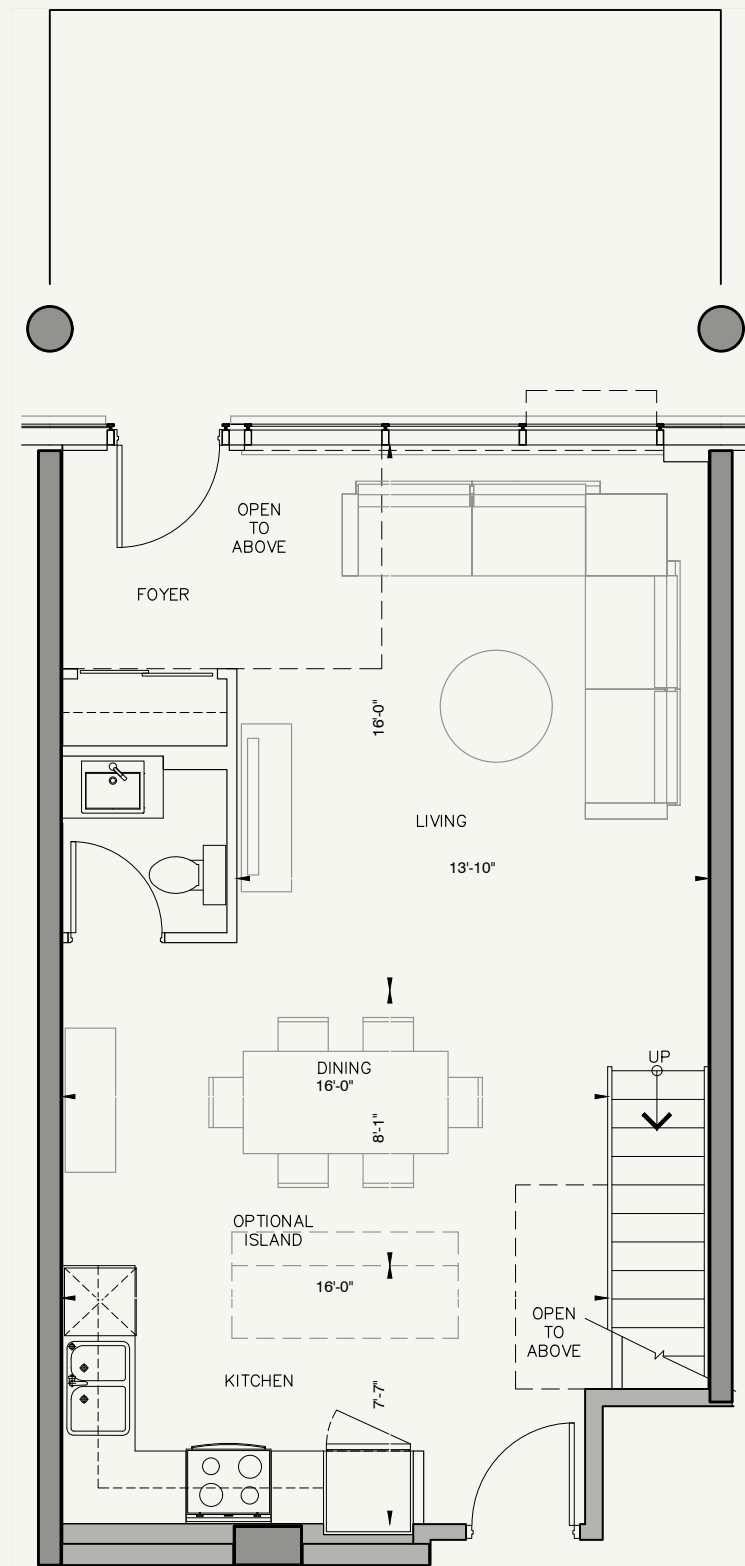 OPEN
TO
ABOVE
FOYER
16'-0"
LIVING
13'-10"
UP
DINING
16'-0"
8'-1"
OPTIONAL
ISLAND
16'-0"
OPEN
TO
ABOVE
KITCHEN
7'-7"